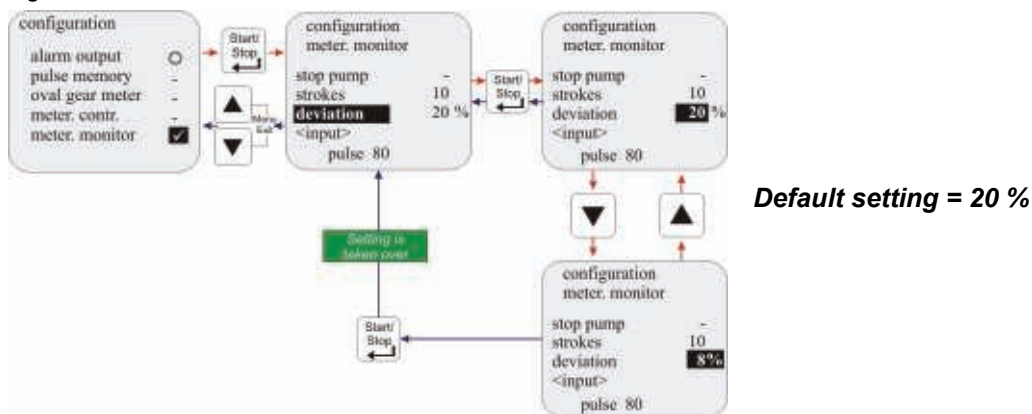 configuration
alarm output
pulse memory -
oval gear meter -
meter. contr. -
meter. monitor
Start/
Stop
Menu
Exit
configuration
meter. monitor
stop pump -
strokes 10
deviation 20 %
<input>
pulse 80
Start/
Stop
configuration
meter. monitor
stop pump -
strokes 10
deviation 20 %
<input>
pulse 80
Default setting = 20 %
Setting is
taken over
Start/
Stop
configuration
meter. monitor
stop pump -
strokes 10
deviation 8%
<input>
pulse 80